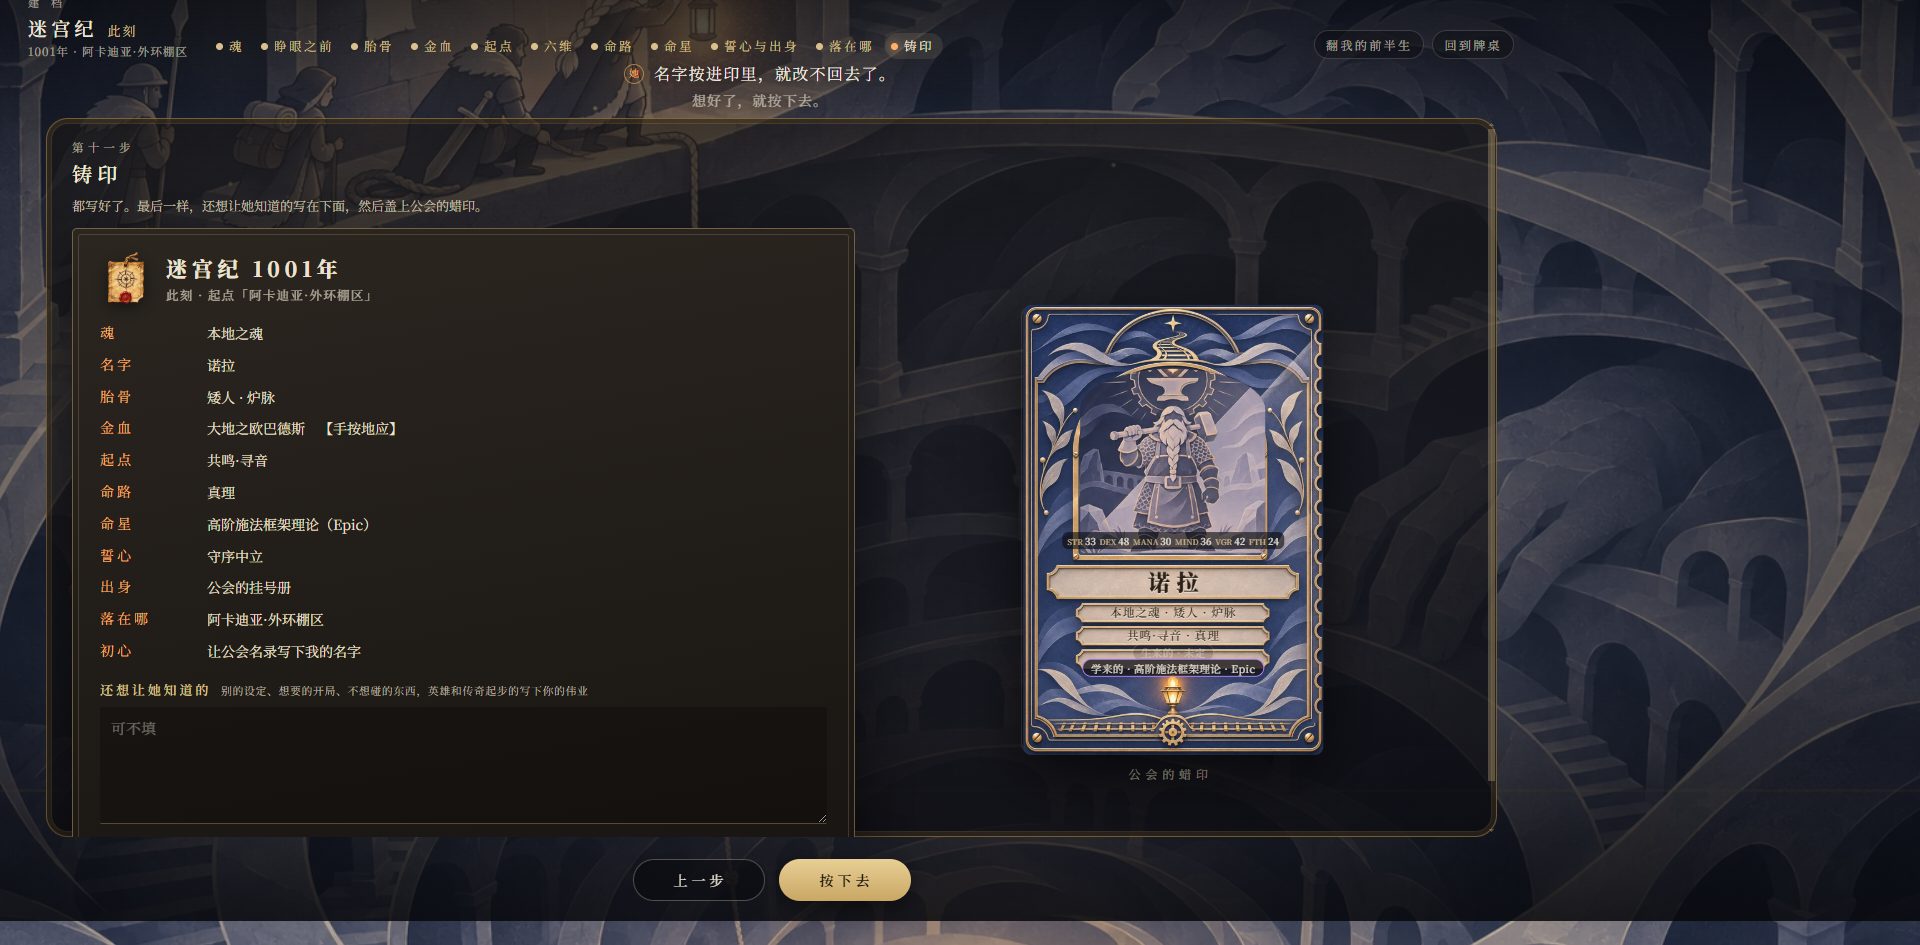 建 档
迷宫纪 此刻
1001年 · 阿卡迪亚·外环棚区
魂 睁眼之前 胎骨 金血 起点 六维 命路 命星 誓心与出身 落在哪 铸印
翻我的前半生 回到牌桌
她 名字按进印里，就改不回去了。
想好了，就按下去。
第十一步
铸印
都写好了。最后一样，还想让她知道的写在下面，然后盖上公会的蜡印。
迷宫纪 1001年
此刻 · 起点「阿卡迪亚·外环棚区」
魂 本地之魂
名字 诺拉
胎骨 矮人 · 炉脉
金血 大地之欧巴德斯 【手按地应】
起点 共鸣·寻音
命路 真理
命星 高阶施法框架理论（Epic）
誓心 守序中立
出身 公会的挂号册
落在哪 阿卡迪亚·外环棚区
初心 让公会名录写下我的名字
还想让她知道的 别的设定、想要的开局、不想碰的东西，英雄和传奇起步的写下你的伟业
可不填
STR 33 DEX 48 MANA 30 MIND 36 VGR 42 FTH 24
诺拉
本地之魂 · 矮人 · 炉脉
共鸣·寻音 · 真理
生来的 · 未定
学来的 · 高阶施法框架理论 · Epic
公会的蜡印
上一步 按下去